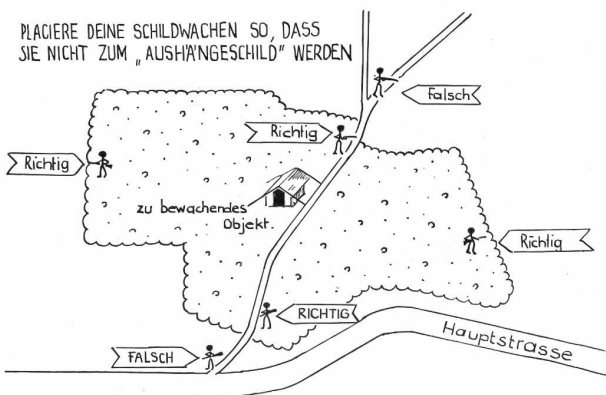 PLACIERE DEINE SCHILDWACHEN SO, DASS
SIE NICHT ZUM „AUSHÄNGESCHILD" WERDEN
Falsch
Richtig
Richtig
zu bewachendes
Objekt.
Richtig
RICHTIG
Hauptstrasse
FALSCH